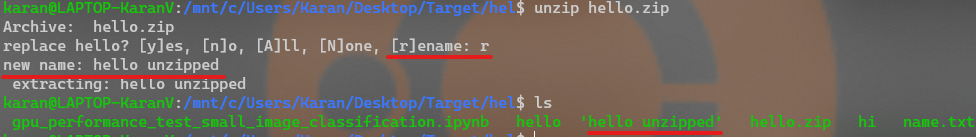 karan@LAPTOP-KaranV:/mnt/c/Users/Karan/Desktop/Target/hel$ unzip hello.zip
Archive:  hello.zip
replace hello? [y]es, [n]o, [A]ll, [N]one, [r]ename: r
new name: hello unzipped
 extracting: hello unzipped
karan@LAPTOP-KaranV:/mnt/c/Users/Karan/Desktop/Target/hel$ ls
 gpu_performance_test_small_image_classification.ipynb   hello   'hello unzipped'   hello.zip   hi   name.txt